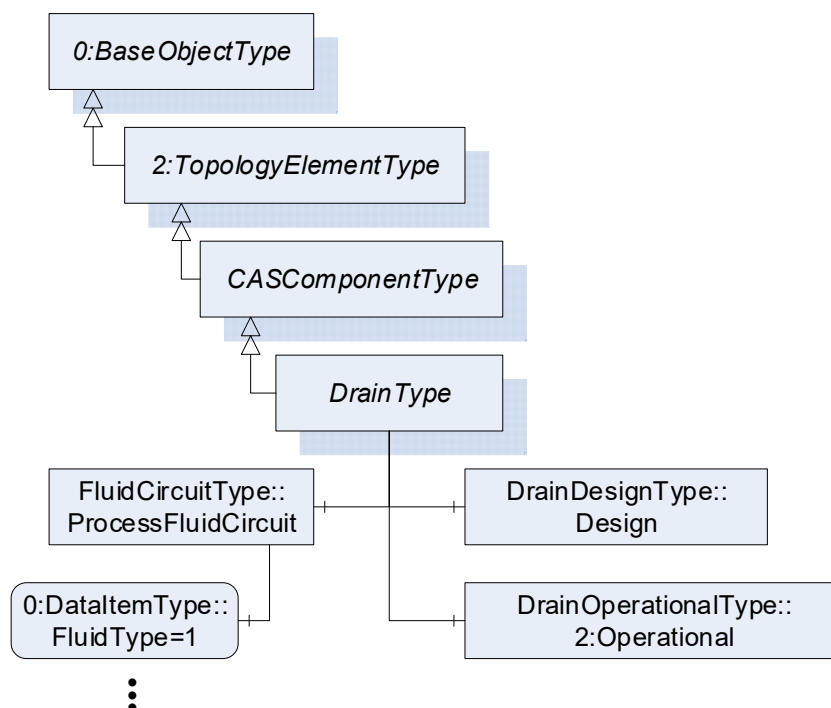 0:BaseObjectType
2:TopologyElementType
CASComponentType
DrainType
FluidCircuitType::
ProcessFluidCircuit
DrainDesignType::
Design
0:DataItemType::
FluidType=1
DrainOperationalType::
2:Operational